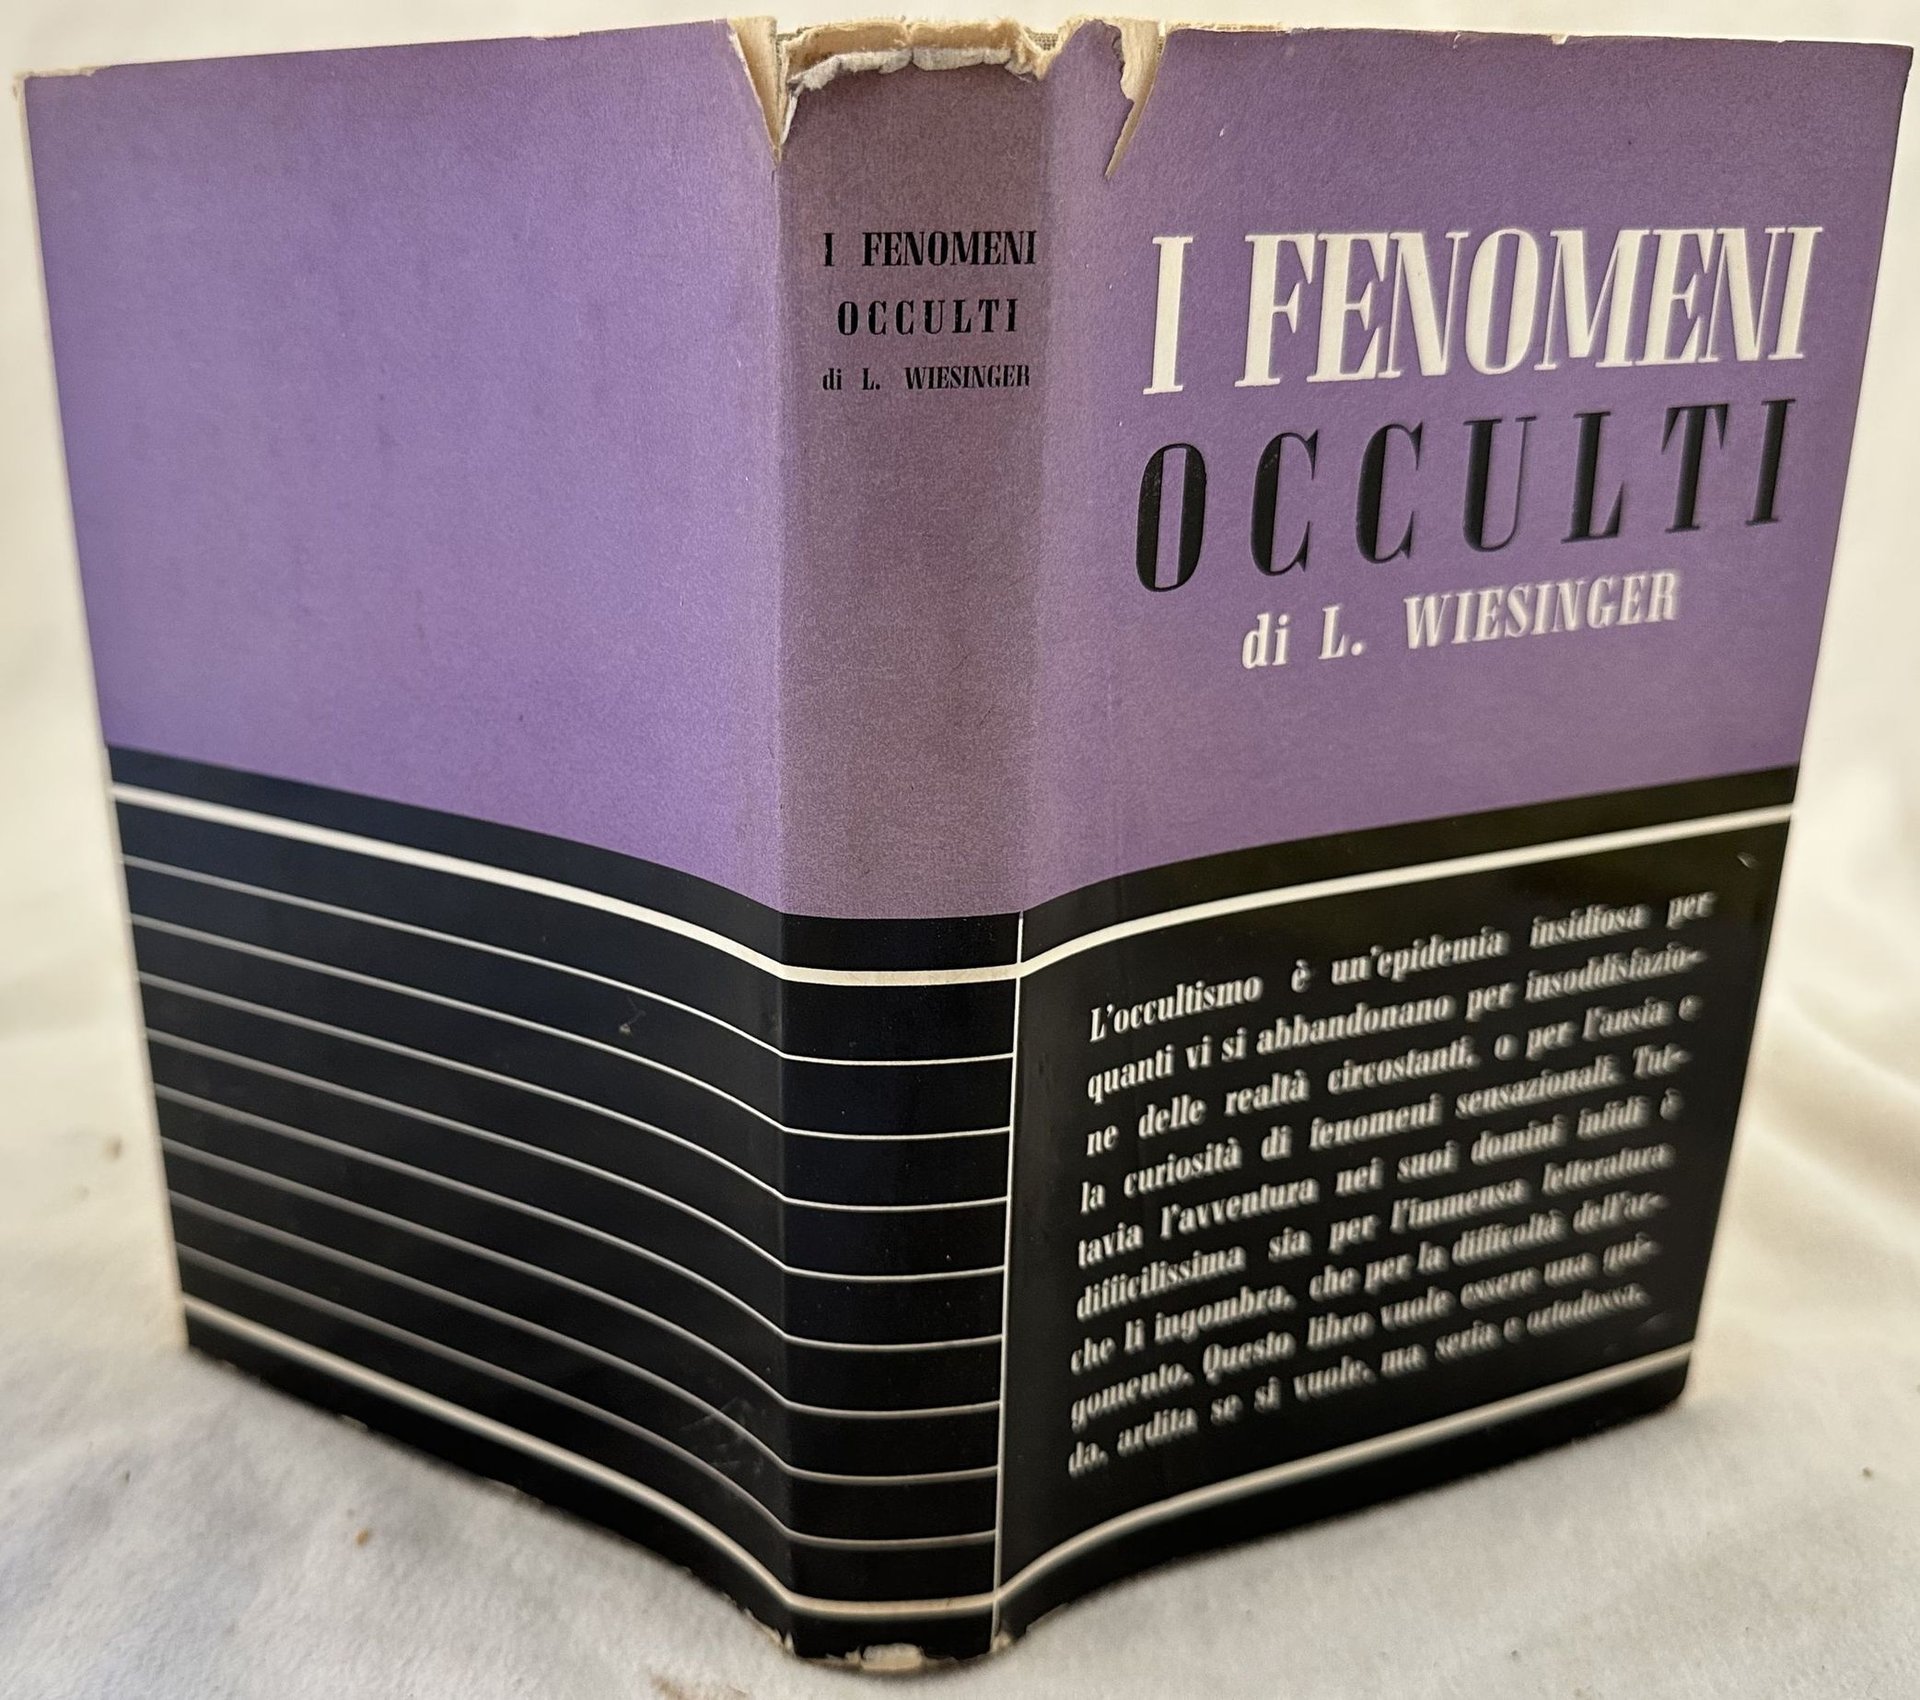 I FENOMENI
OCCULTI
di L. WIESINGER
I FENOMENI
OCCULTI
di L. WIESINGER
L'occultismo è un'epidemia insidiosa per
quanti vi si abbandonano per insoddisfazio-
ne delle realtà circostanti, o per l'ansia e
la curiosità di fenomeni sensazionali. Tut-
tavia l'avventura nei suoi domini infidi è
difficilissima sia per l'immensa letteratura
che li ingombra, che per la difficoltà dell'ar-
gomento. Questo libro vuole essere una gui-
da, ardita se si vuole, ma seria e ortodossa.